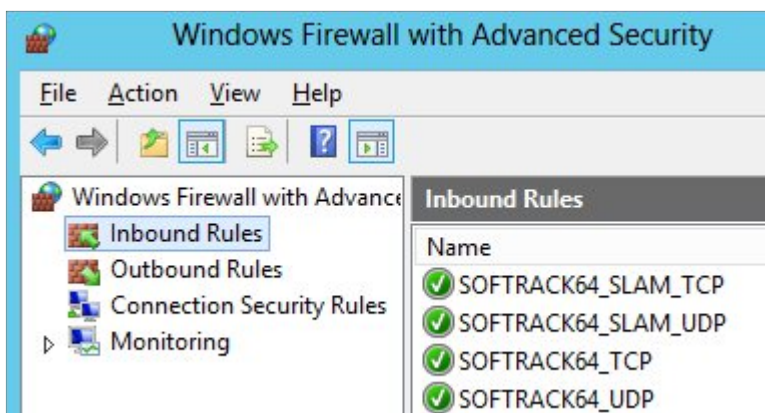 Windows Firewall with Advanced Security
File Action View Help
Windows Firewall with Advance
Inbound Rules
Outbound Rules
Connection Security Rules
Monitoring
Inbound Rules
Name
SOFTRACK64_SLAM_TCP
SOFTRACK64_SLAM_UDP
SOFTRACK64_TCP
SOFTRACK64_UDP